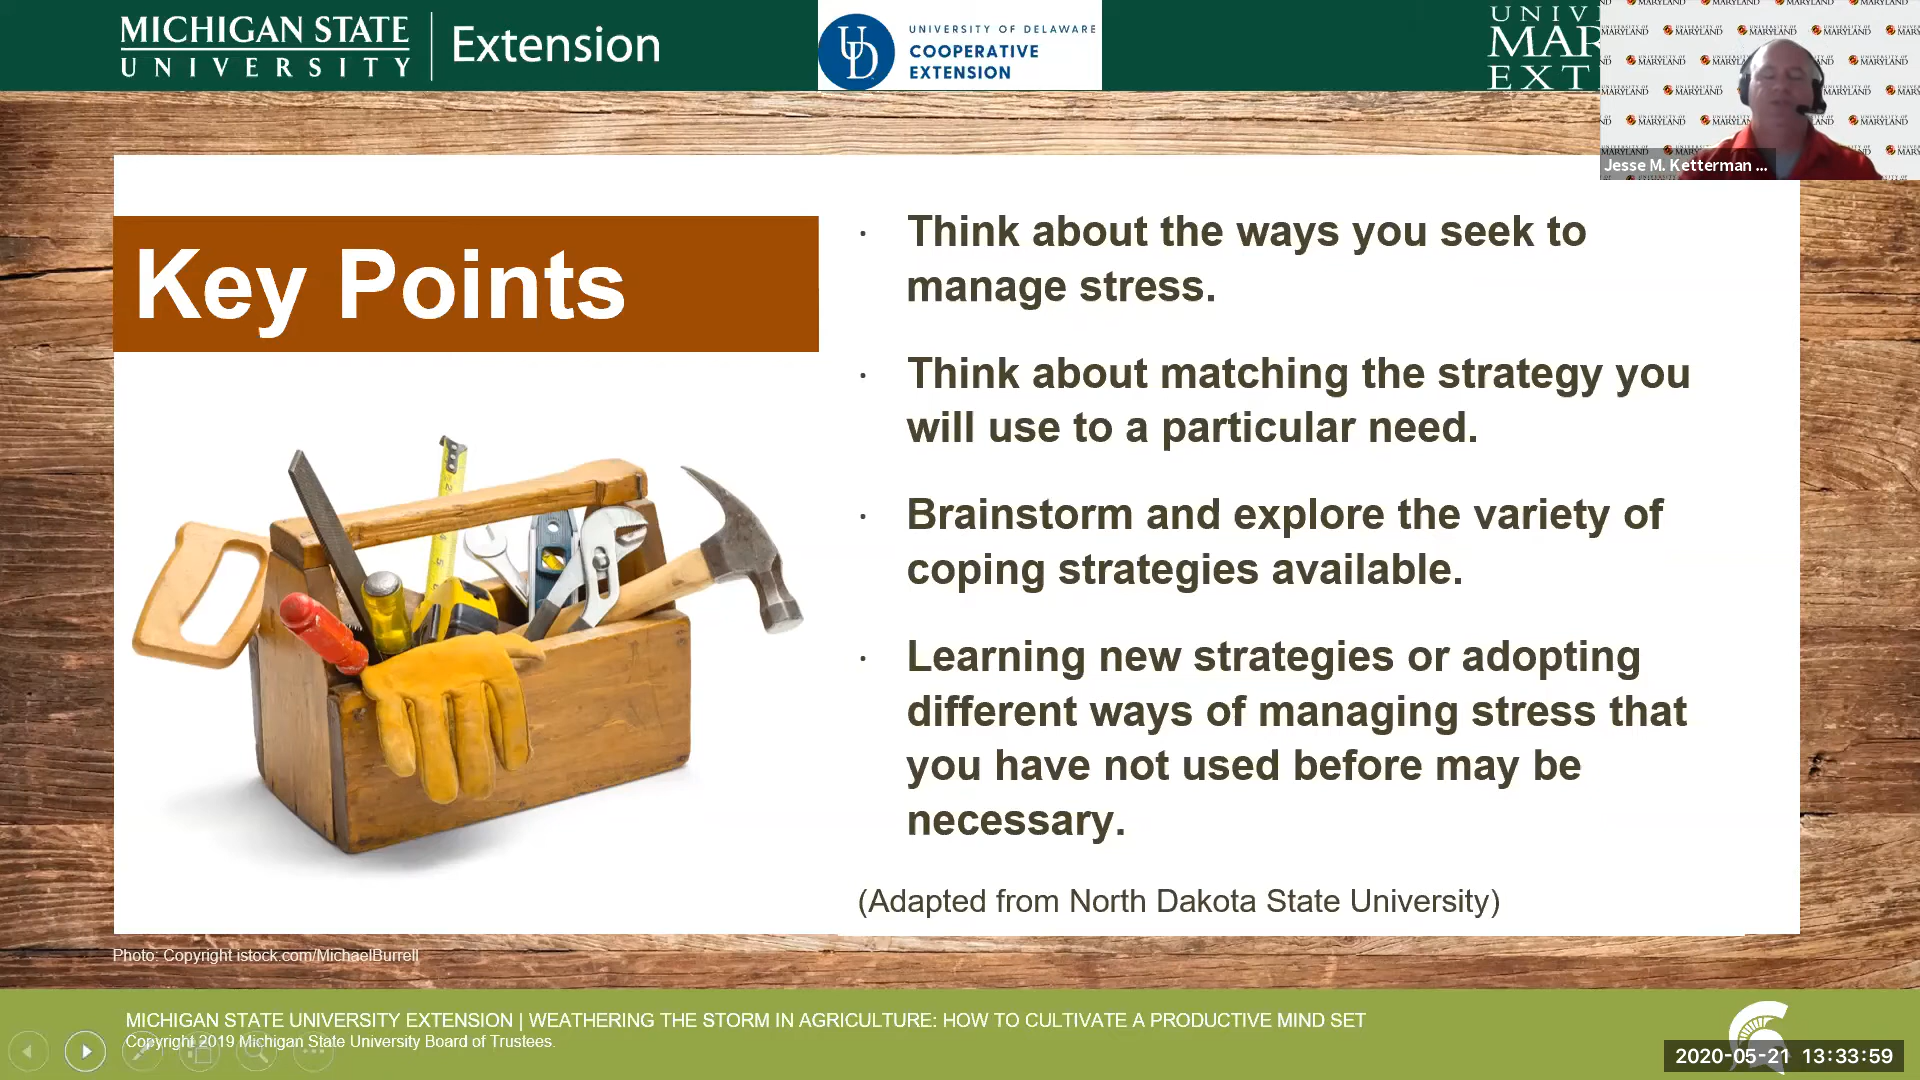 MICHIGAN STATE
UNIVERSITY
Extension
UNIVERSITY OF DELAWARE
COOPERATIVE
EXTENSION
UD
UNIV
MAR
EXT
Jesse M. Ketterman ...
Key Points
· Think about the ways you seek to
manage stress.
· Think about matching the strategy you
will use to a particular need.
· Brainstorm and explore the variety of
coping strategies available.
· Learning new strategies or adopting
different ways of managing stress that
you have not used before may be
necessary.
(Adapted from North Dakota State University)
Photo: Copyright istock.com/MichaelBurrell
MICHIGAN STATE UNIVERSITY EXTENSION | WEATHERING THE STORM IN AGRICULTURE: HOW TO CULTIVATE A PRODUCTIVE MIND SET
Copyright 2019 Michigan State University Board of Trustees.
2020-05-21 13:33:59